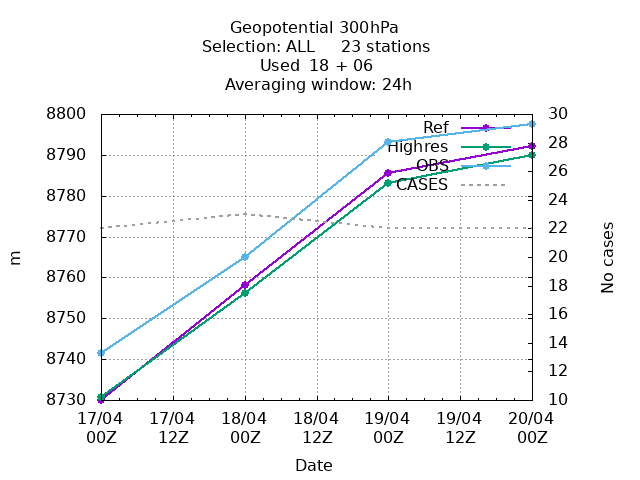 Geopotential 300hPa
Selection: ALL 23 stations
Used 18 + 06
Averaging window: 24h
8800
8790
8780
8770
8760
8750
8740
8730
m
30
28
26
24
22
20
18
16
14
12
10
No cases
Ref
Highres
OBS
CASES
17/04 17/04 18/04 18/04 19/04 19/04 20/04
00Z 12Z 00Z 12Z 00Z 12Z 00Z
Date